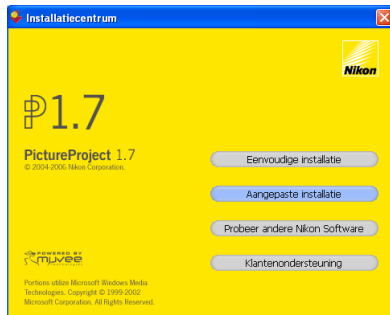 Installatiecentrum
Nikon
P1.7
PictureProject 1.7
© 2004-2006 Nikon Corporation.
Eenvoudige installatie
Aangepaste installatie
Probeer andere Nikon Software
Klantenondersteuning
POWERED BY
muvee
Portions utilize Microsoft Windows Media
Technologies. Copyright © 1999-2002
Microsoft Corporation. All Rights Reserved.